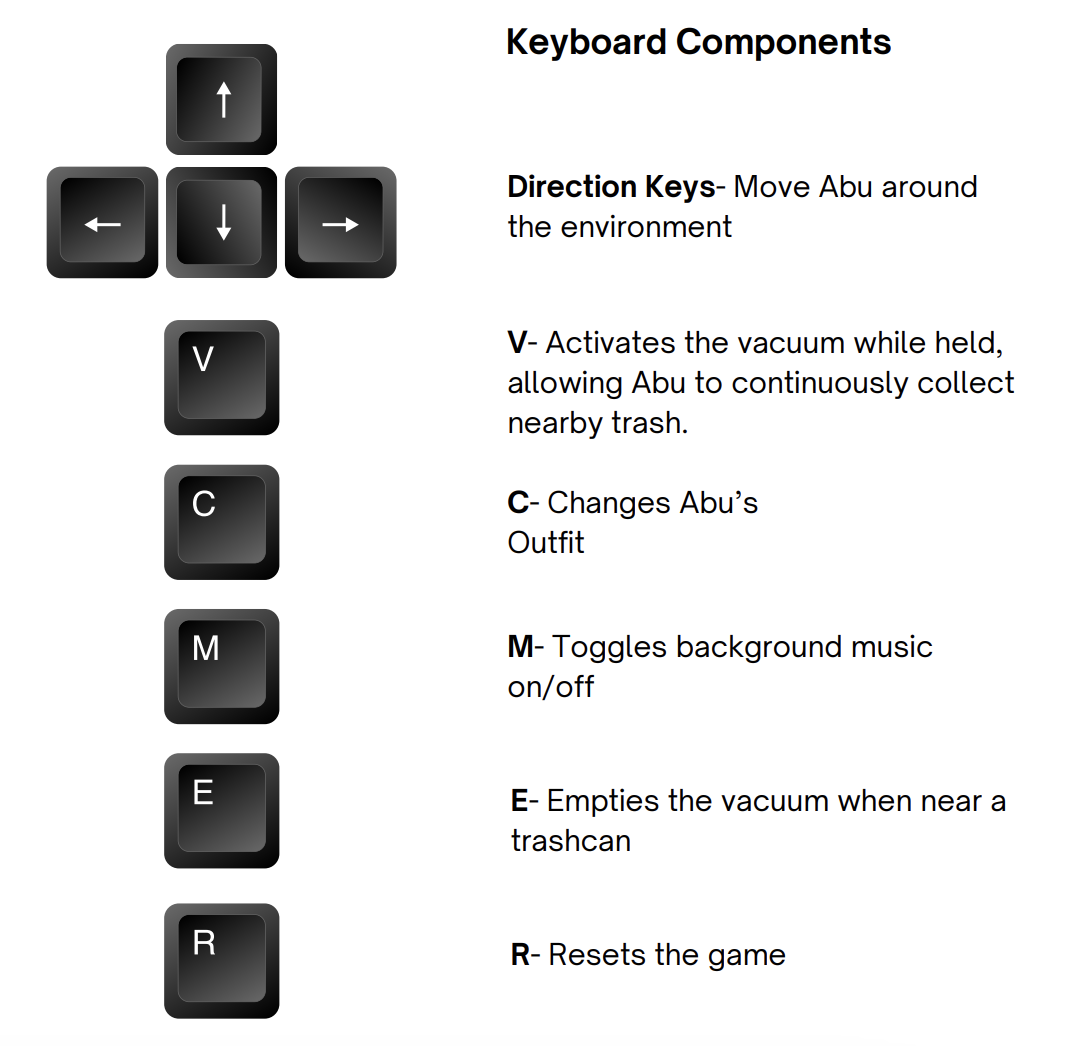 Keyboard Components
↑
← ↓ →
Direction Keys- Move Abu around
the environment
V
V- Activates the vacuum while held,
allowing Abu to continuously collect
nearby trash.
C
C- Changes Abu’s
Outfit
M
M- Toggles background music
on/off
E
E- Empties the vacuum when near a
trashcan
R
R- Resets the game